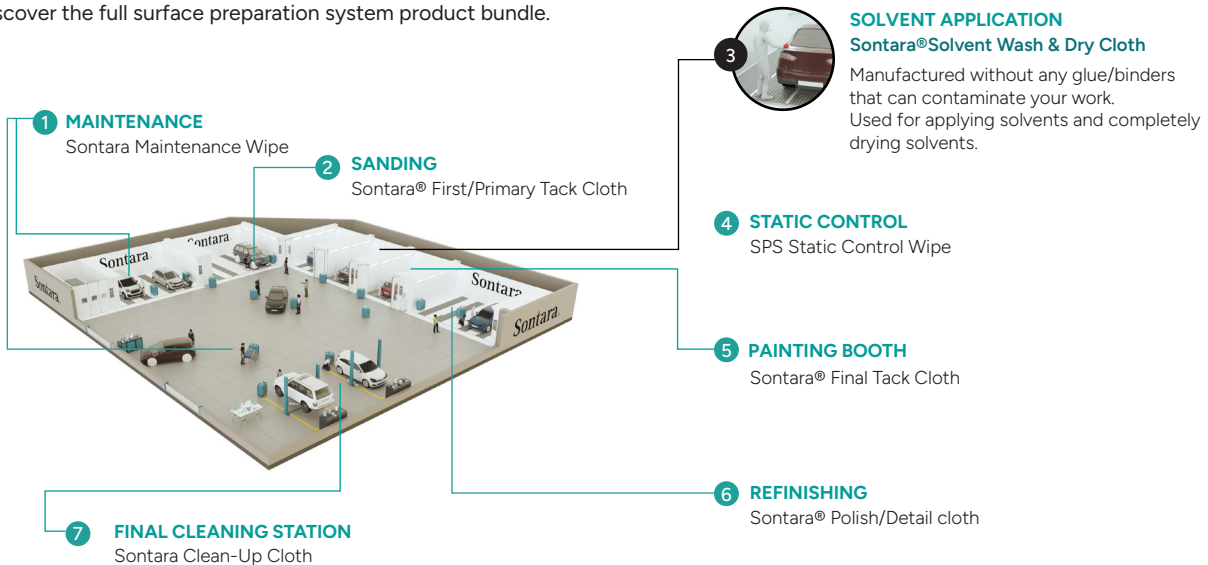 scover the full surface preparation system product bundle.
3
SOLVENT APPLICATION
Sontara®Solvent Wash & Dry Cloth
Manufactured without any glue/binders
that can contaminate your work.
Used for applying solvents and completely
drying solvents.
1 MAINTENANCE
Sontara Maintenance Wipe
2 SANDING
Sontara® First/Primary Tack Cloth
4 STATIC CONTROL
SPS Static Control Wipe
Sontara.
Sontara
Sontara.
Sontara
Sontara.
5 PAINTING BOOTH
Sontara® Final Tack Cloth
6 REFINISHING
Sontara® Polish/Detail cloth
7 FINAL CLEANING STATION
Sontara Clean-Up Cloth